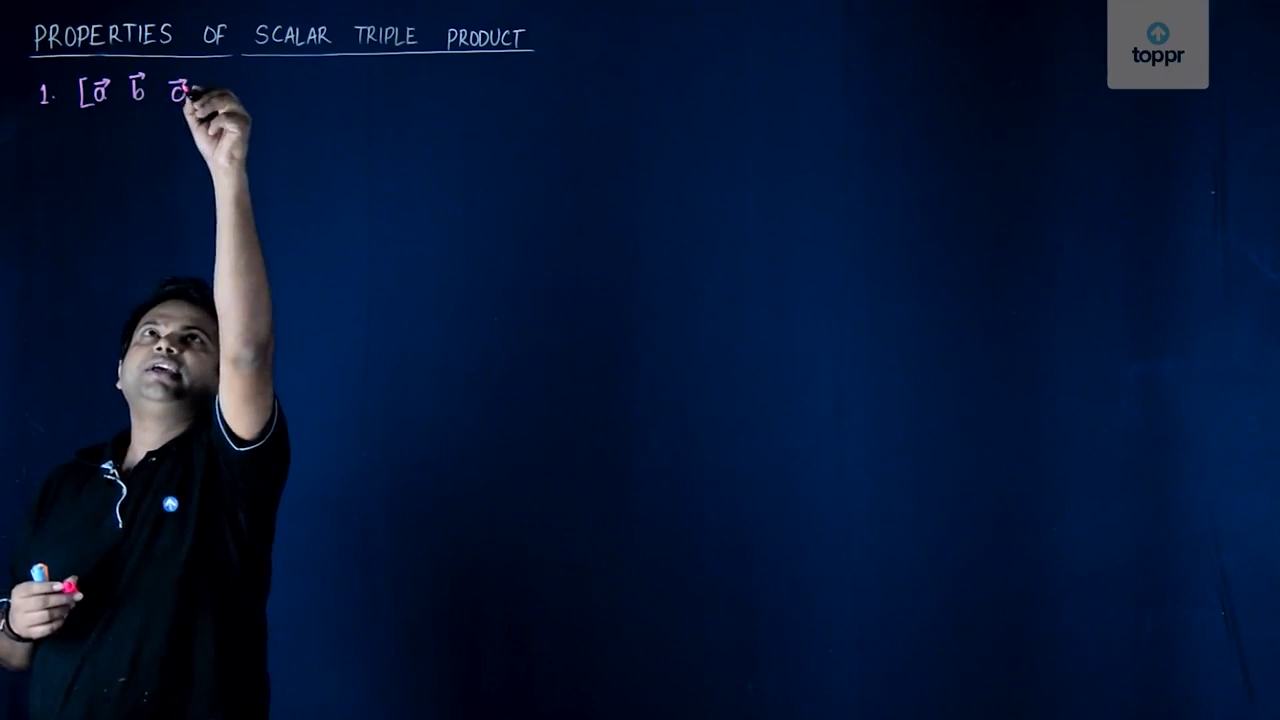 PROPERTIES OF SCALAR TRIPLE PRODUCT
toppr
1. [a⃗ b⃗ c⃗